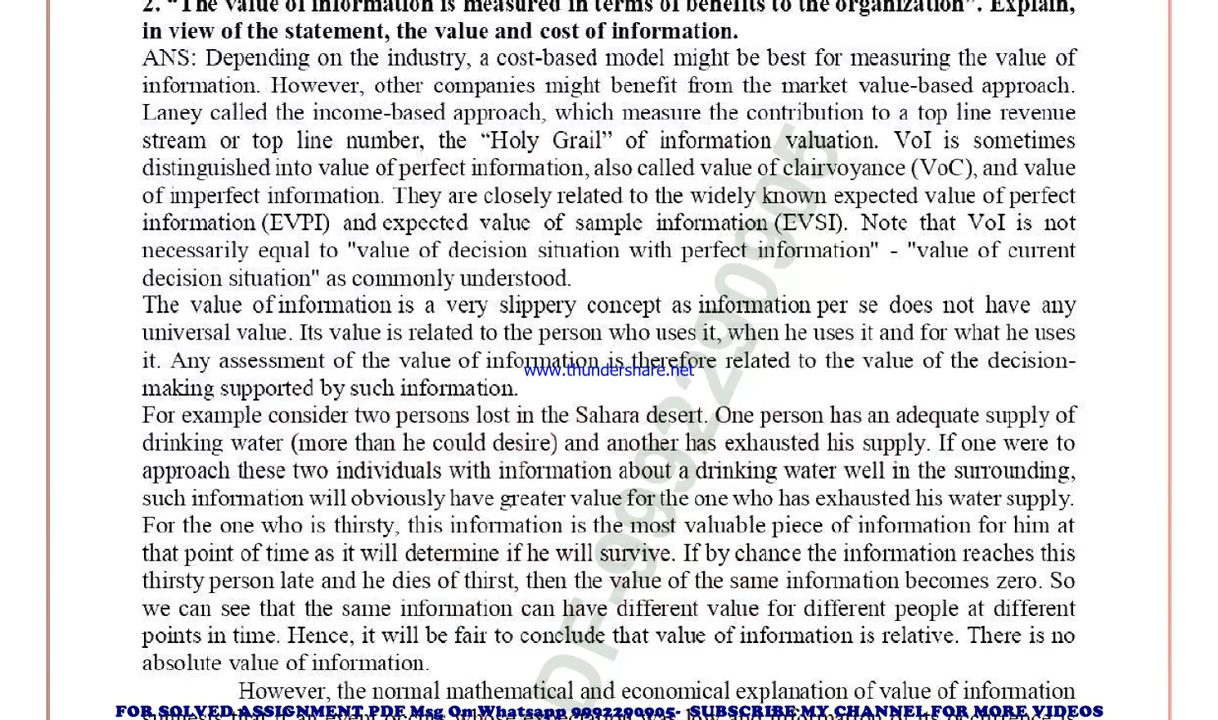 2. “The value of information is measured in terms of benefits to the organization”. Explain,
in view of the statement, the value and cost of information.
ANS: Depending on the industry, a cost-based model might be best for measuring the value of
information. However, other companies might benefit from the market value-based approach.
Laney called the income-based approach, which measure the contribution to a top line revenue
stream or top line number, the “Holy Grail” of information valuation. VoI is sometimes
distinguished into value of perfect information, also called value of clairvoyance (VoC), and value
of imperfect information. They are closely related to the widely known expected value of perfect
information (EVPI) and expected value of sample information (EVSI). Note that VoI is not
necessarily equal to "value of decision situation with perfect information" - "value of current
decision situation" as commonly understood.
The value of information is a very slippery concept as information per se does not have any
universal value. Its value is related to the person who uses it, when he uses it and for what he uses
it. Any assessment of the value of information is therefore related to the value of the decision-
www.thundershare.net
making supported by such information.
For example consider two persons lost in the Sahara desert. One person has an adequate supply of
drinking water (more than he could desire) and another has exhausted his supply. If one were to
approach these two individuals with information about a drinking water well in the surrounding,
such information will obviously have greater value for the one who has exhausted his water supply.
For the one who is thirsty, this information is the most valuable piece of information for him at
that point of time as it will determine if he will survive. If by chance the information reaches this
thirsty person late and he dies of thirst, then the value of the same information becomes zero. So
we can see that the same information can have different value for different people at different
points in time. Hence, it will be fair to conclude that value of information is relative. There is no
absolute value of information.
However, the normal mathematical and economical explanation of value of information
FOR SOLVED ASSIGNMENT PDF Msg On Whatsapp 9992290905- SUBSCRIBE MY CHANNEL FOR MORE VIDEOS
DF-9992290905